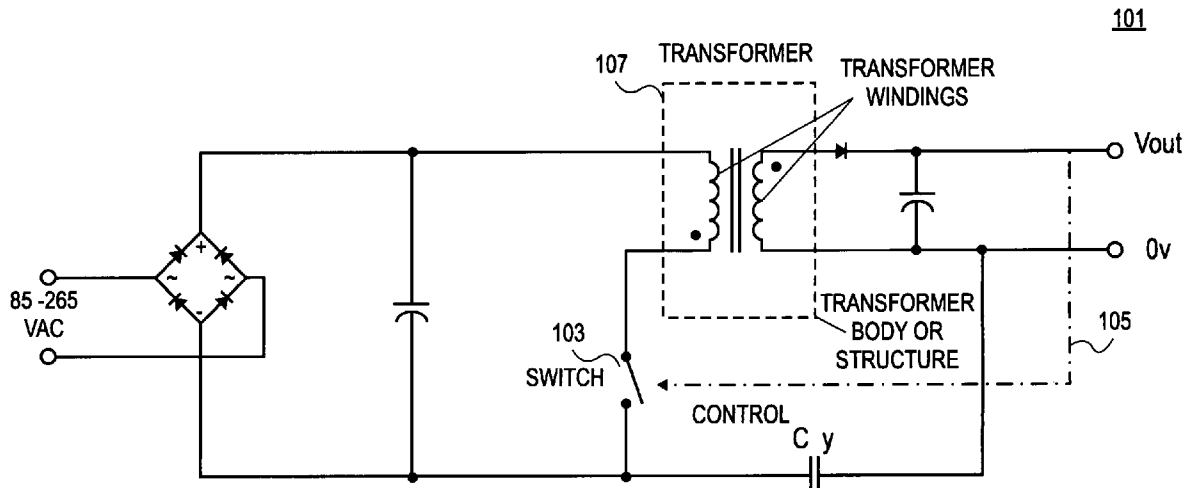 101
TRANSFORMER
107
TRANSFORMER
WINDINGS
Vout
+
~
~
-
85 -265
VAC
0v
TRANSFORMER
BODY OR
STRUCTURE
105
103
SWITCH
CONTROL
C y